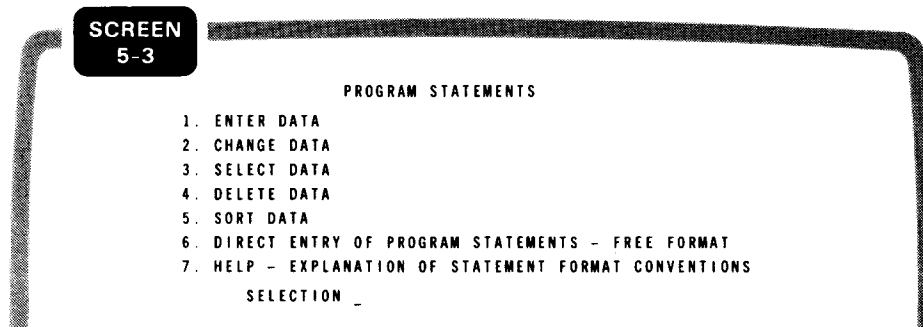 SCREEN
5-3
PROGRAM STATEMENTS
1. ENTER DATA
2. CHANGE DATA
3. SELECT DATA
4. DELETE DATA
5. SORT DATA
6. DIRECT ENTRY OF PROGRAM STATEMENTS – FREE FORMAT
7. HELP – EXPLANATION OF STATEMENT FORMAT CONVENTIONS
SELECTION _